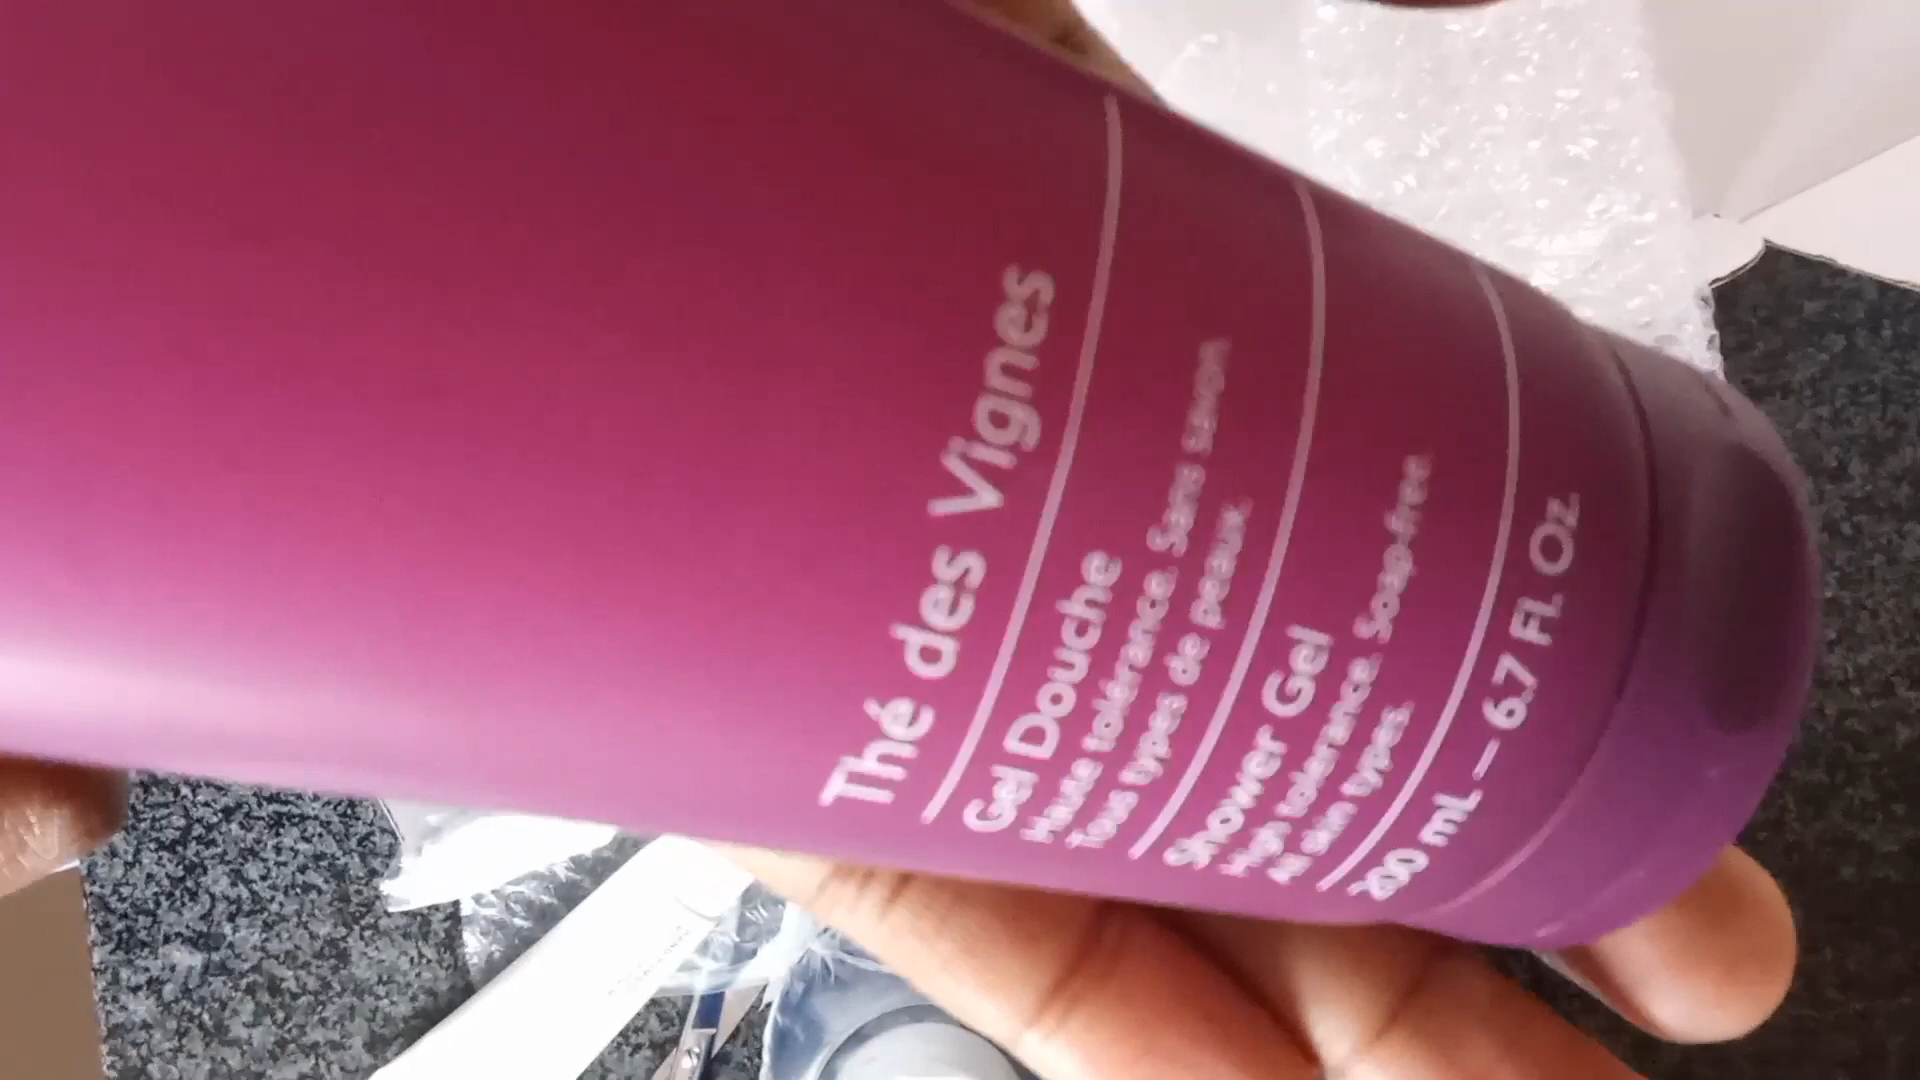 Thé des Vignes
Gel Douche
Haute tolérance. Sans savon.
Tous types de peaux.
Shower Gel
High tolerance. Soap-free.
All skin types.
200 mL – 6.7 Fl. Oz.